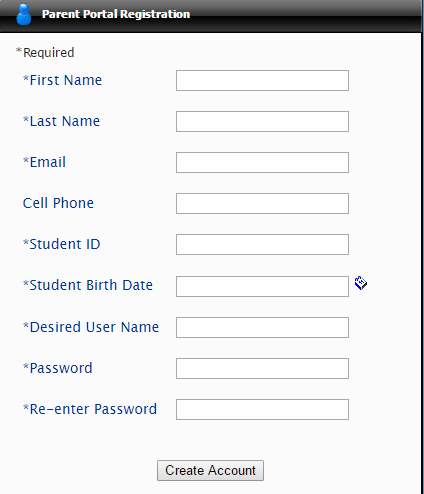 Parent Portal Registration
*Required
*First Name
*Last Name
*Email
Cell Phone
*Student ID
*Student Birth Date
*Desired User Name
*Password
*Re-enter Password
Create Account